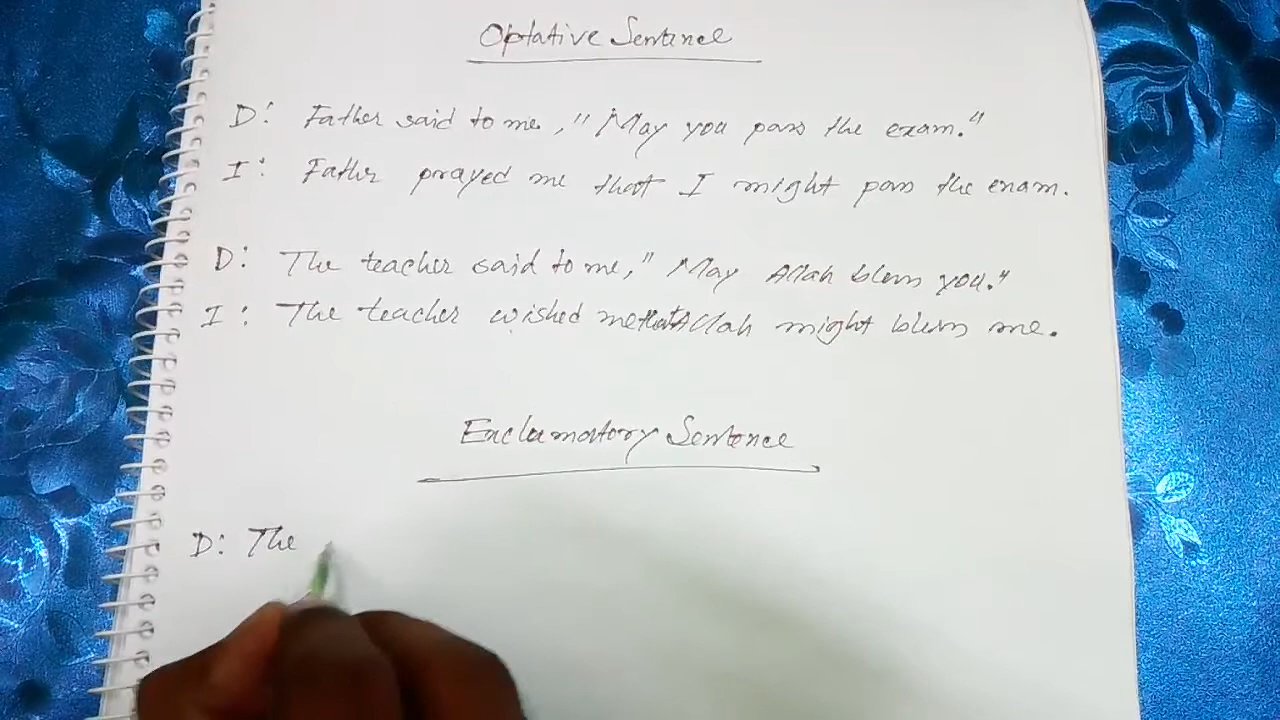 Optative Sentence
D: Father said to me, "May you pass the exam."
I: Father prayed me that I might pass the exam.
D: The teacher said to me, "May Allah bless you."
I: The teacher wished me that Allah might bless me.
Exclamatory Sentence
D: The